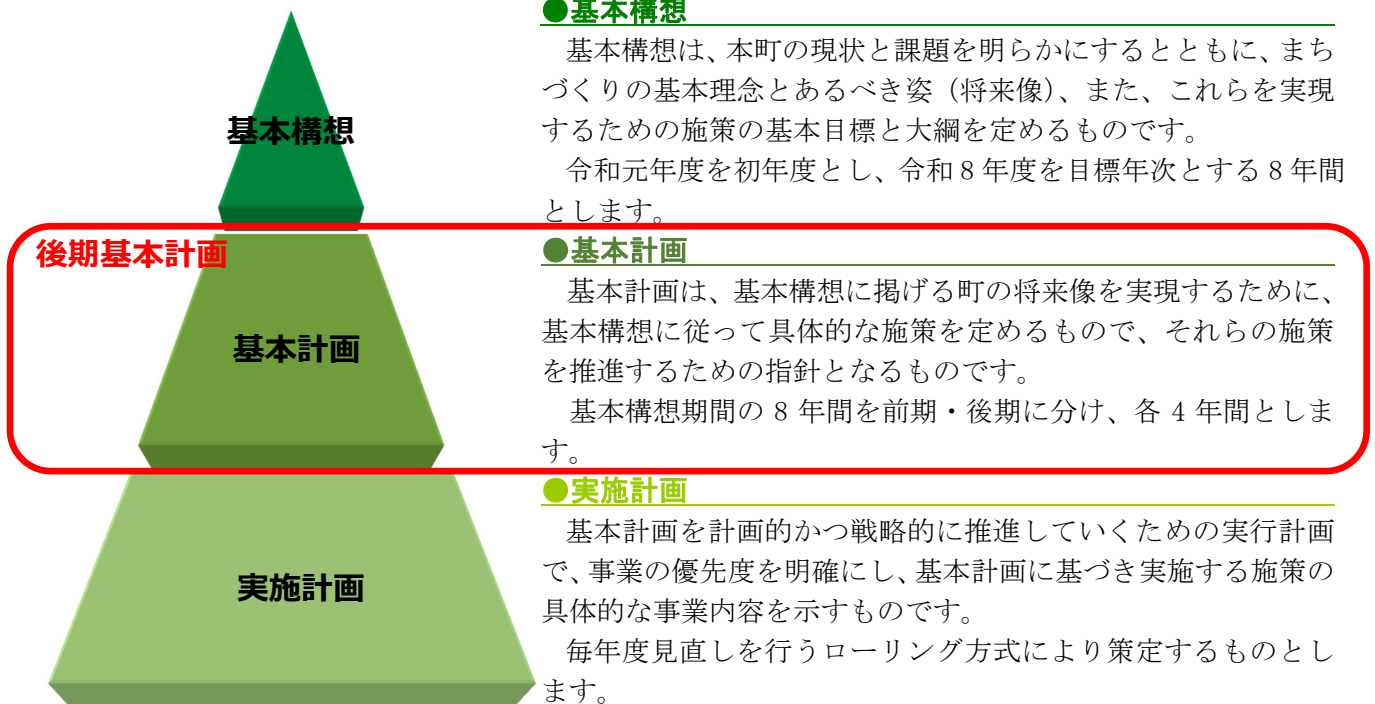 ●基本構想
基本構想は、本町の現状と課題を明らかにするとともに、まち
づくりの基本理念とあるべき姿（将来像）、また、これらを実現
するための施策の基本目標と大綱を定めるものです。
令和元年度を初年度とし、令和８年度を目標年次とする８年間
とします。
基本構想
後期基本計画
●基本計画
基本計画は、基本構想に掲げる町の将来像を実現するために、
基本構想に従って具体的な施策を定めるもので、それらの施策
を推進するための指針となるものです。
基本構想期間の 8 年間を前期・後期に分け、各 4 年間としま
す。
基本計画
●実施計画
基本計画を計画的かつ戦略的に推進していくための実行計画
で、事業の優先度を明確にし、基本計画に基づき実施する施策の
具体的な事業内容を示すものです。
毎年度見直しを行うローリング方式により策定するものとし
ます。
実施計画